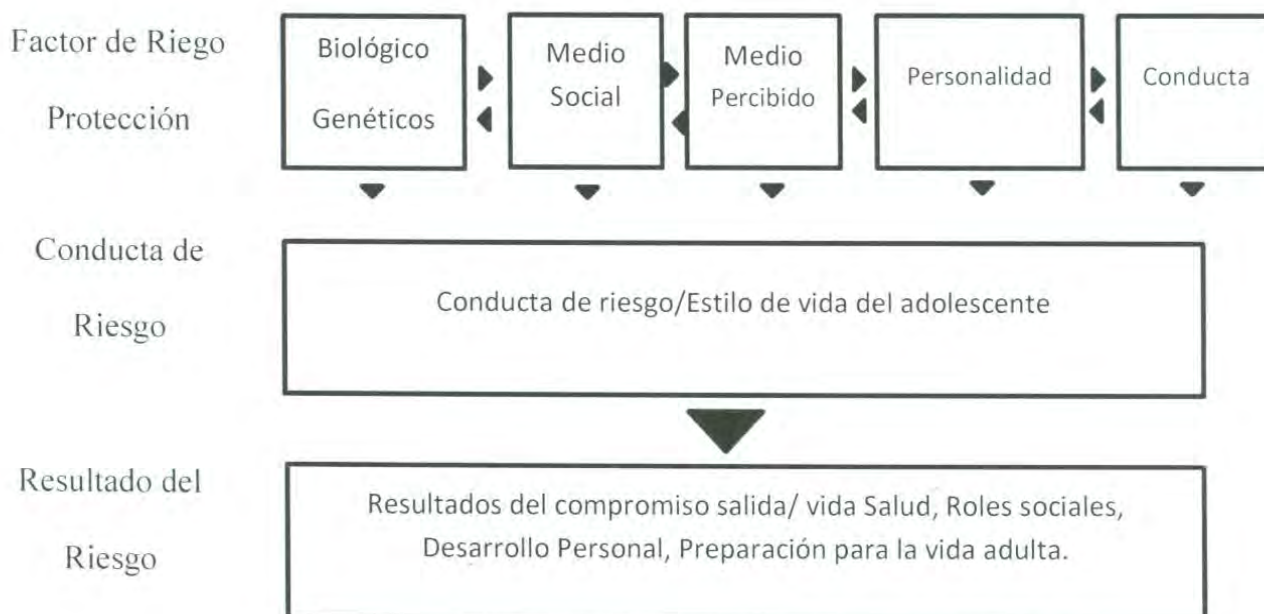 Factor de Riego
Protección
Biológico
Genéticos
Medio
Social
Medio
Percibido
Personalidad
Conducta
Conducta de
Riesgo
Conducta de riesgo/Estilo de vida del adolescente
Resultado del
Riesgo
Resultados del compromiso salida/ vida Salud, Roles sociales,
Desarrollo Personal, Preparación para la vida adulta.